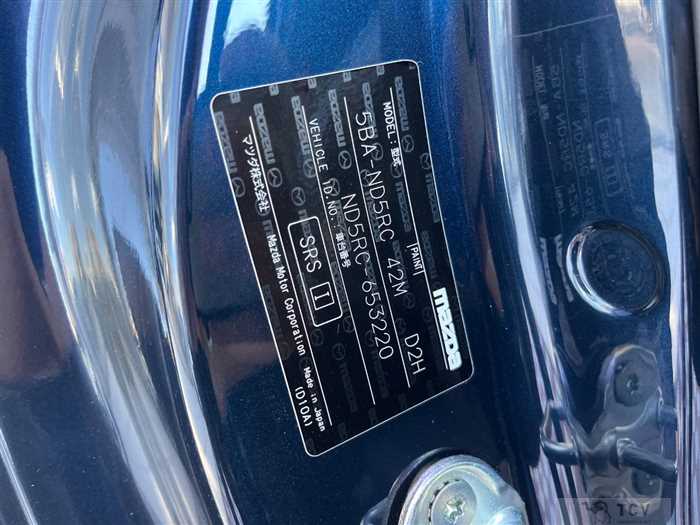 mazda
MODEL: 型式 PAINT
5BA-ND5RC 42M D2H
VEHICLE ID/NO: 車台番号
ND5RC-653220
SRS I
マツダ株式会社 Mazda Motor Corporation Made in Japan
(D10A)
TCV